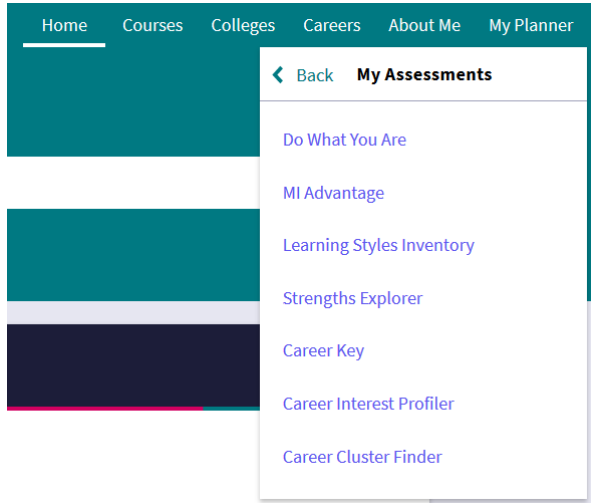 Home Courses Colleges Careers About Me My Planner
Back My Assessments
Do What You Are
MI Advantage
Learning Styles Inventory
Strengths Explorer
Career Key
Career Interest Profiler
Career Cluster Finder